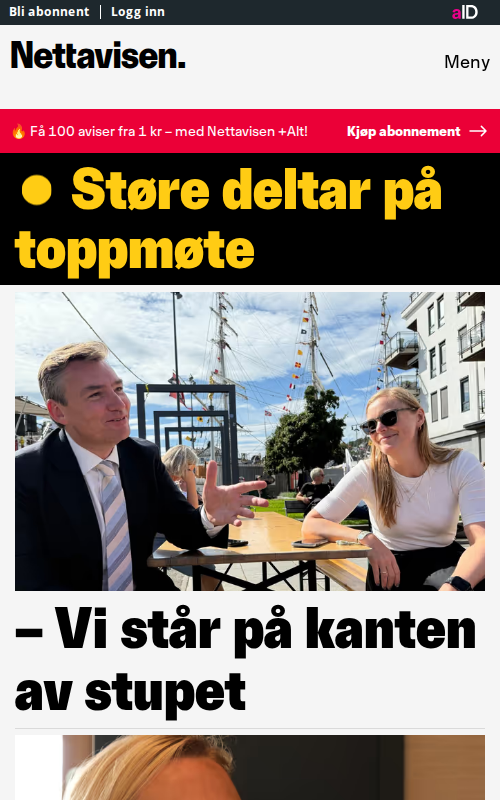 Bli abonnent | Logg inn
aID
Nettavisen.
Meny
🔥 Få 100 aviser fra 1 kr – med Nettavisen +Alt!
Kjøp abonnement →
Støre deltar på
toppmøte
– Vi står på kanten
av stupet